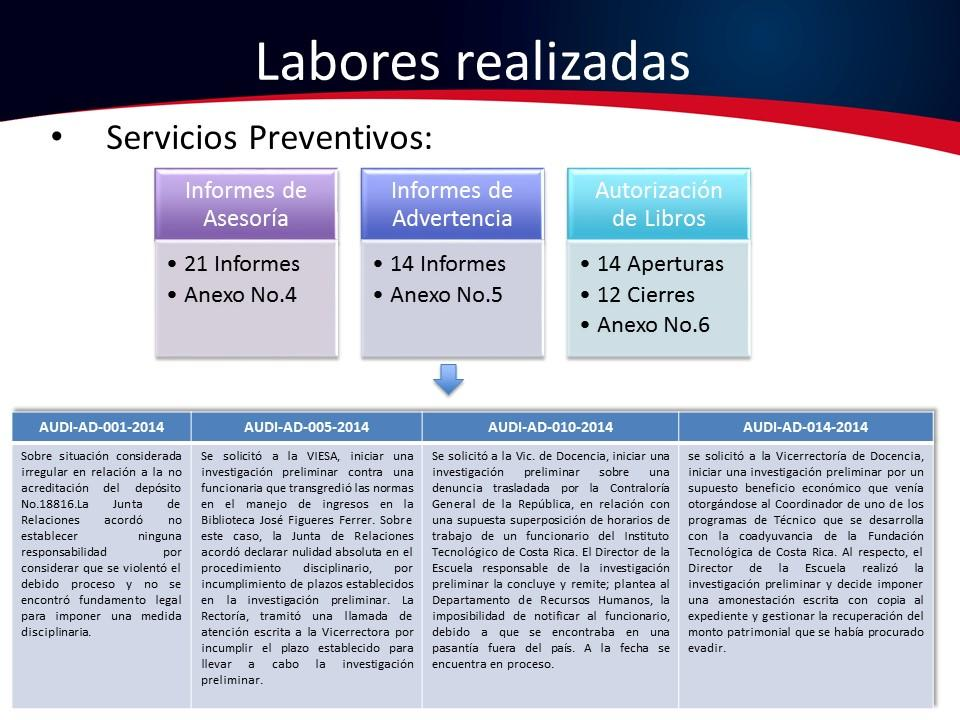 Labores realizadas
• Servicios Preventivos:
Informes de
Asesoría
• 21 Informes
• Anexo No.4
Informes de
Advertencia
• 14 Informes
• Anexo No.5
Autorización
de Libros
• 14 Aperturas
• 12 Cierres
• Anexo No.6
AUDI-AD-001-2014
Sobre situación considerada
irregular en relación a la no
acreditación del depósito
No.18816.La Junta de
Relaciones acordó no
establecer ninguna
responsabilidad por
considerar que se violentó el
debido proceso y no se
encontró fundamento legal
para imponer una medida
disciplinaria.
AUDI-AD-005-2014
Se solicitó a la VIESA, iniciar una
investigación preliminar contra una
funcionaria que transgredió las normas
en el manejo de ingresos en la
Biblioteca José Figueres Ferrer. Sobre
este caso, la Junta de Relaciones
acordó declarar nulidad absoluta en el
procedimiento disciplinario, por
incumplimiento de plazos establecidos
en la investigación preliminar. La
Rectoría, tramitó una llamada de
atención escrita a la Vicerrectora por
incumplir el plazo establecido para
llevar a cabo la investigación
preliminar.
AUDI-AD-010-2014
Se solicitó a la Vic. de Docencia, iniciar una
investigación preliminar sobre una
denuncia trasladada por la Contraloría
General de la República, en relación con
una supuesta superposición de horarios de
trabajo de un funcionario del Instituto
Tecnológico de Costa Rica. El Director de la
Escuela responsable de la investigación
preliminar la concluye y remite; plantea al
Departamento de Recursos Humanos, la
imposibilidad de notificar al funcionario,
debido a que se encontraba en una
pasantía fuera del país. A la fecha se
encuentra en proceso.
AUDI-AD-014-2014
se solicitó a la Vicerrectoría de Docencia,
iniciar una investigación preliminar por un
supuesto beneficio económico que venía
otorgándose al Coordinador de uno de los
programas de Técnico que se desarrolla
con la coadyuvancia de la Fundación
Tecnológica de Costa Rica. Al respecto, el
Director de la Escuela realizó la
investigación preliminar y decide imponer
una amonestación escrita con copia al
expediente y gestionar la recuperación del
monto patrimonial que se había procurado
evadir.